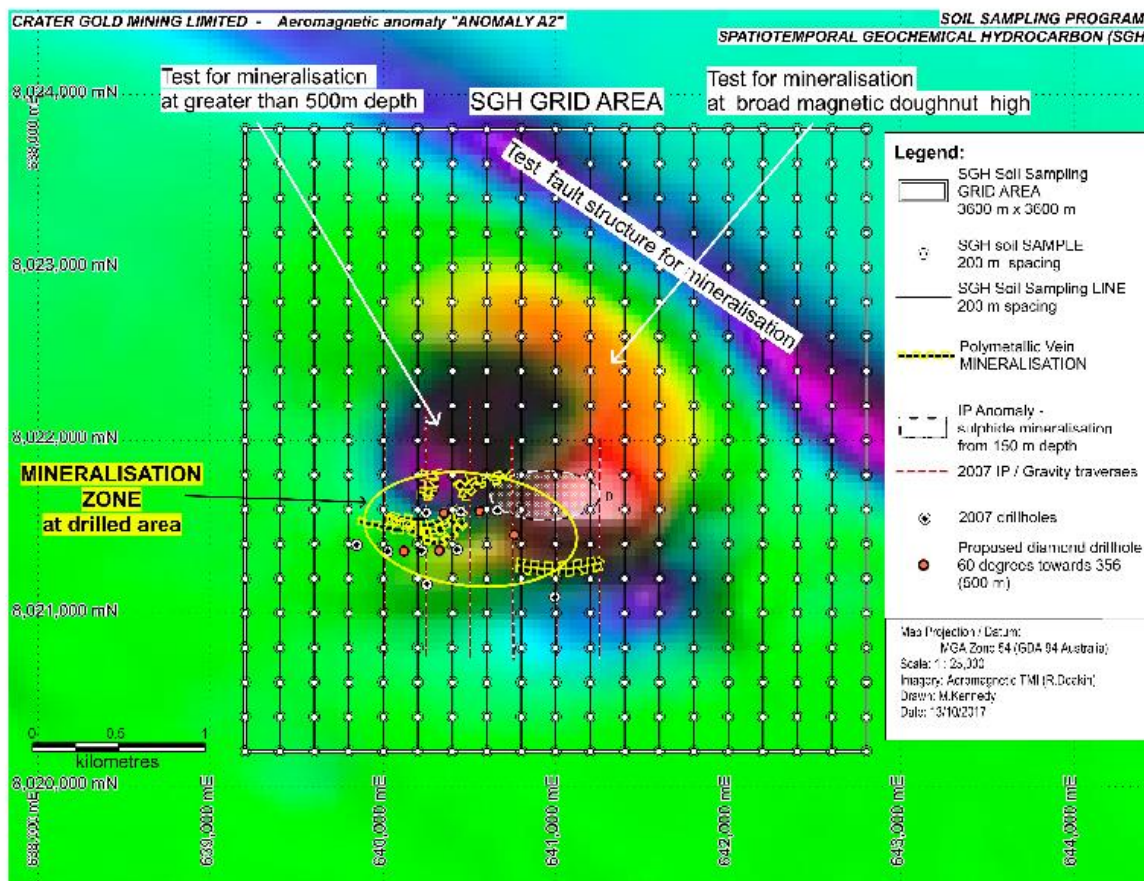 CRATER GOLD MINING LIMITED - Aeromagnetic anomaly "ANOMALY A2"
SOIL SAMPLING PROGRAM
SPATIOTEMPORAL GEOCHEMICAL HYDROCARBON (SGH)
Test for mineralisation
at greater than 500m depth
SGH GRID AREA
Test for mineralisation
at broad magnetic doughnut high
8,024,000 mN
Test fault structure for mineralisation
8,023,000 mN
8,022,000 mN
MINERALISATION
ZONE
at drilled area
D
8,021,000 mN
0 0.5 1
kilometres
8,020,000 mN
639,000 mE
640,000 mE
641,000 mE
642,000 mE
643,000 mE
644,000 mE
Legend:
SGH Soil Sampling
GRID AREA
3600 m x 3600 m
SGH soil SAMPLE
200 m spacing
SGH Soil Sampling LINE
200 m spacing
Polymetallic Vein
MINERALISATION
IP Anomaly -
sulphide mineralisation
from 150 m depth
2007 IP / Gravity traverses
2007 drillholes
Proposed diamond drillhole
60 degrees towards 356
(500 m)
Map Projection / Datum:
MGA Zone 54 (GDA 94 Australia)
Scale: 1 : 25,000
Imagery: Aeromagnetic TMI (R.Deakin)
Drawn: M.Kennedy
Date: 13/10/2017